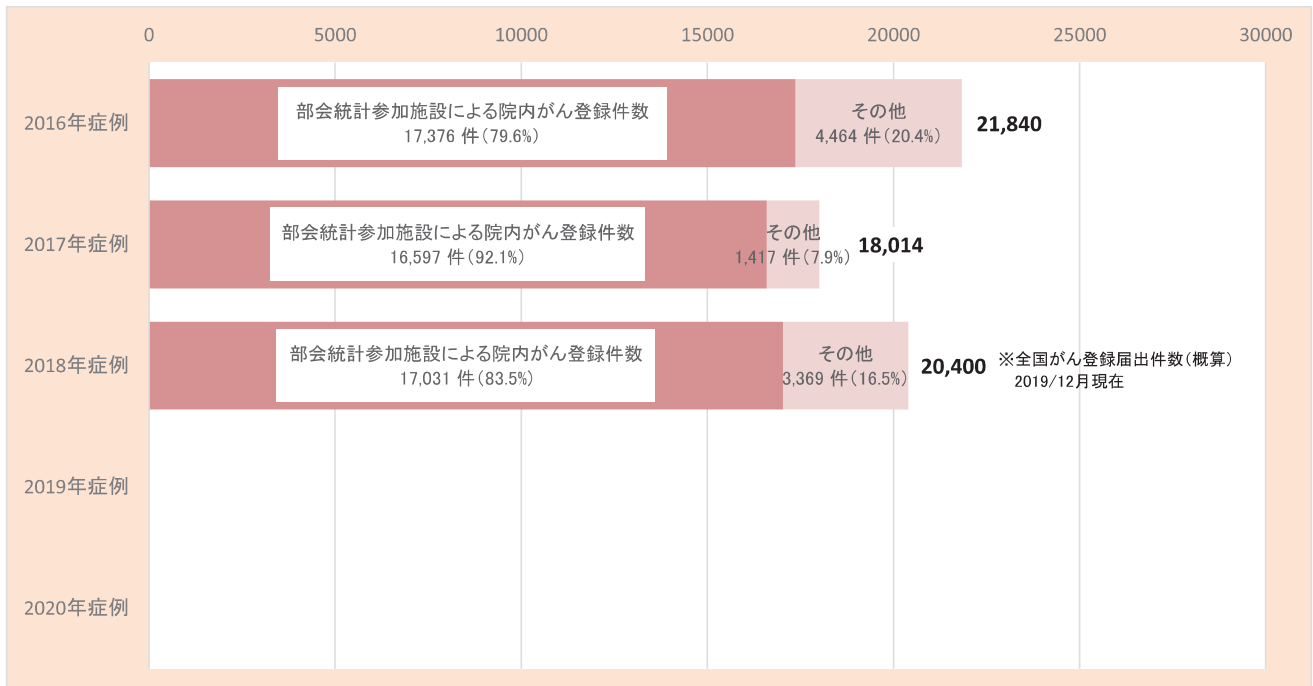 0 5000 10000 15000 20000 25000 30000
2016年症例
部会統計参加施設による院内がん登録件数
17,376 件(79.6%)
その他
4,464 件(20.4%)
21,840
2017年症例
部会統計参加施設による院内がん登録件数
16,597 件(92.1%)
その他
1,417 件(7.9%)
18,014
2018年症例
部会統計参加施設による院内がん登録件数
17,031 件(83.5%)
その他
3,369 件(16.5%)
20,400
※全国がん登録届出件数(概算)
2019/12月現在
2019年症例
2020年症例